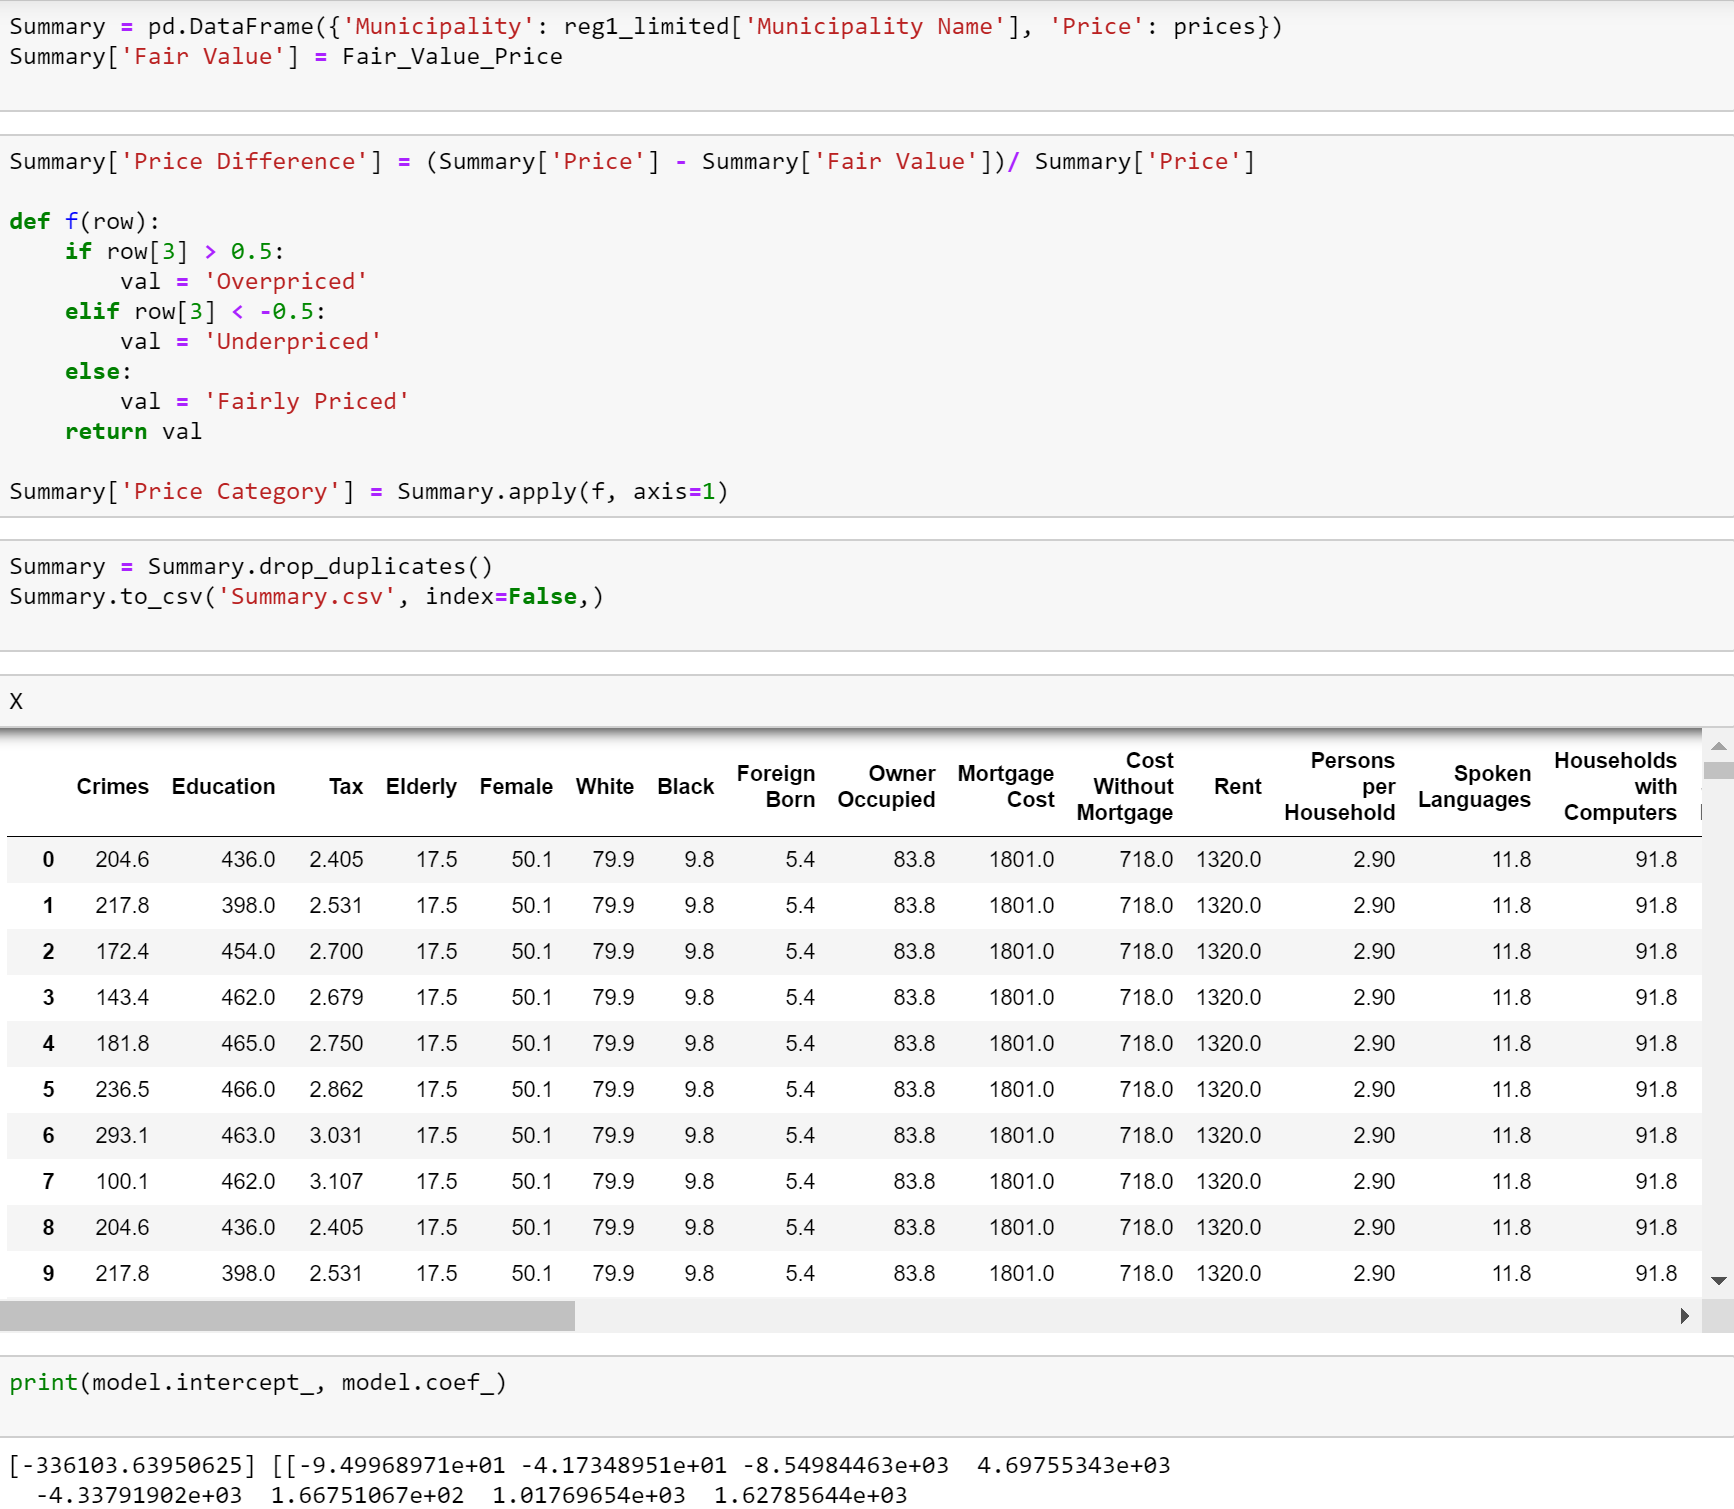 Summary = pd.DataFrame({'Municipality': reg1_limited['Municipality Name'], 'Price': prices})
Summary['Fair Value'] = Fair_Value_Price
Summary['Price Difference'] = (Summary['Price'] - Summary['Fair Value'])/ Summary['Price']
def f(row):
    if row[3] > 0.5:
        val = 'Overpriced'
    elif row[3] < -0.5:
        val = 'Underpriced'
    else:
        val = 'Fairly Priced'
    return val
Summary['Price Category'] = Summary.apply(f, axis=1)
Summary = Summary.drop_duplicates()
Summary.to_csv('Summary.csv', index=False,)
X
Crimes Education Tax Elderly Female White Black Foreign Born Owner Occupied Mortgage Cost Cost Without Mortgage Rent Persons per Household Spoken Languages Households with Computers
0 204.6 436.0 2.405 17.5 50.1 79.9 9.8 5.4 83.8 1801.0 718.0 1320.0 2.90 11.8 91.8
1 217.8 398.0 2.531 17.5 50.1 79.9 9.8 5.4 83.8 1801.0 718.0 1320.0 2.90 11.8 91.8
2 172.4 454.0 2.700 17.5 50.1 79.9 9.8 5.4 83.8 1801.0 718.0 1320.0 2.90 11.8 91.8
3 143.4 462.0 2.679 17.5 50.1 79.9 9.8 5.4 83.8 1801.0 718.0 1320.0 2.90 11.8 91.8
4 181.8 465.0 2.750 17.5 50.1 79.9 9.8 5.4 83.8 1801.0 718.0 1320.0 2.90 11.8 91.8
5 236.5 466.0 2.862 17.5 50.1 79.9 9.8 5.4 83.8 1801.0 718.0 1320.0 2.90 11.8 91.8
6 293.1 463.0 3.031 17.5 50.1 79.9 9.8 5.4 83.8 1801.0 718.0 1320.0 2.90 11.8 91.8
7 100.1 462.0 3.107 17.5 50.1 79.9 9.8 5.4 83.8 1801.0 718.0 1320.0 2.90 11.8 91.8
8 204.6 436.0 2.405 17.5 50.1 79.9 9.8 5.4 83.8 1801.0 718.0 1320.0 2.90 11.8 91.8
9 217.8 398.0 2.531 17.5 50.1 79.9 9.8 5.4 83.8 1801.0 718.0 1320.0 2.90 11.8 91.8
print(model.intercept_, model.coef_)
[-336103.63950625] [[-9.49968971e+01 -4.17348951e+01 -8.54984463e+03  4.69755343e+03
  -4.33791902e+03  1.66751067e+02  1.01769654e+03  1.62785644e+03